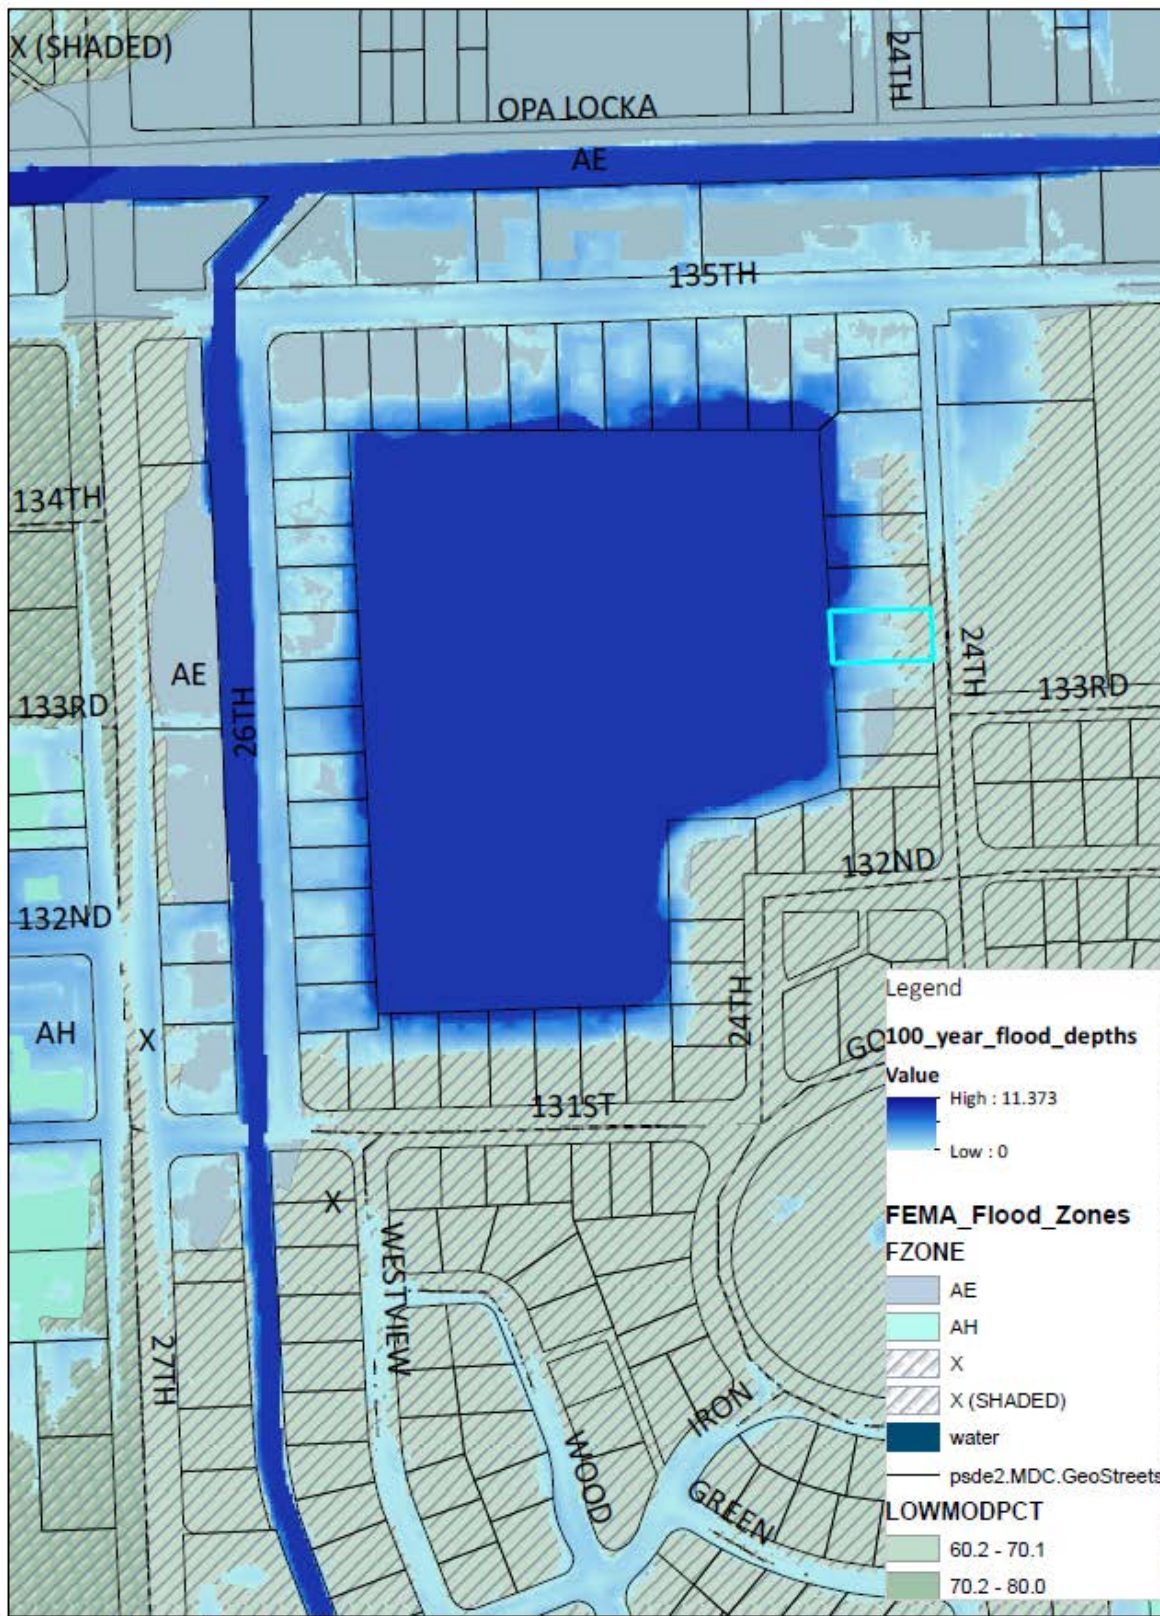 X (SHADED)
24TH
OPA LOCKA
AE
135TH
134TH
AE
133RD
26TH
24TH
133RD
132ND
132ND
AH
X
24TH
GO
131ST
X
WESTVIEW
27TH
WOOD
IRON
GREEN
Legend
100_year_flood_depths
Value
High : 11.373
Low : 0
FEMA_Flood_Zones
FZONE
AE
AH
X
X (SHADED)
water
psde2.MDC.GeoStreets
LOWMODPCT
60.2 - 70.1
70.2 - 80.0